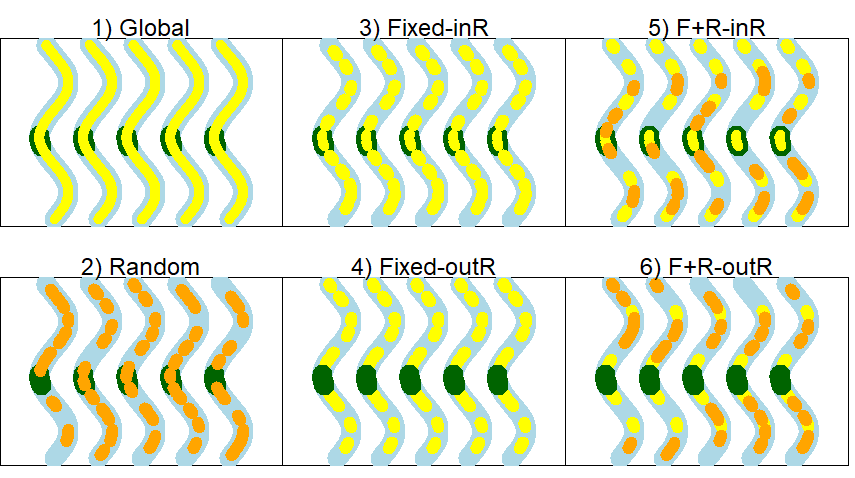 1) Global
3) Fixed-inR
5) F+R-inR
2) Random
4) Fixed-outR
6) F+R-outR